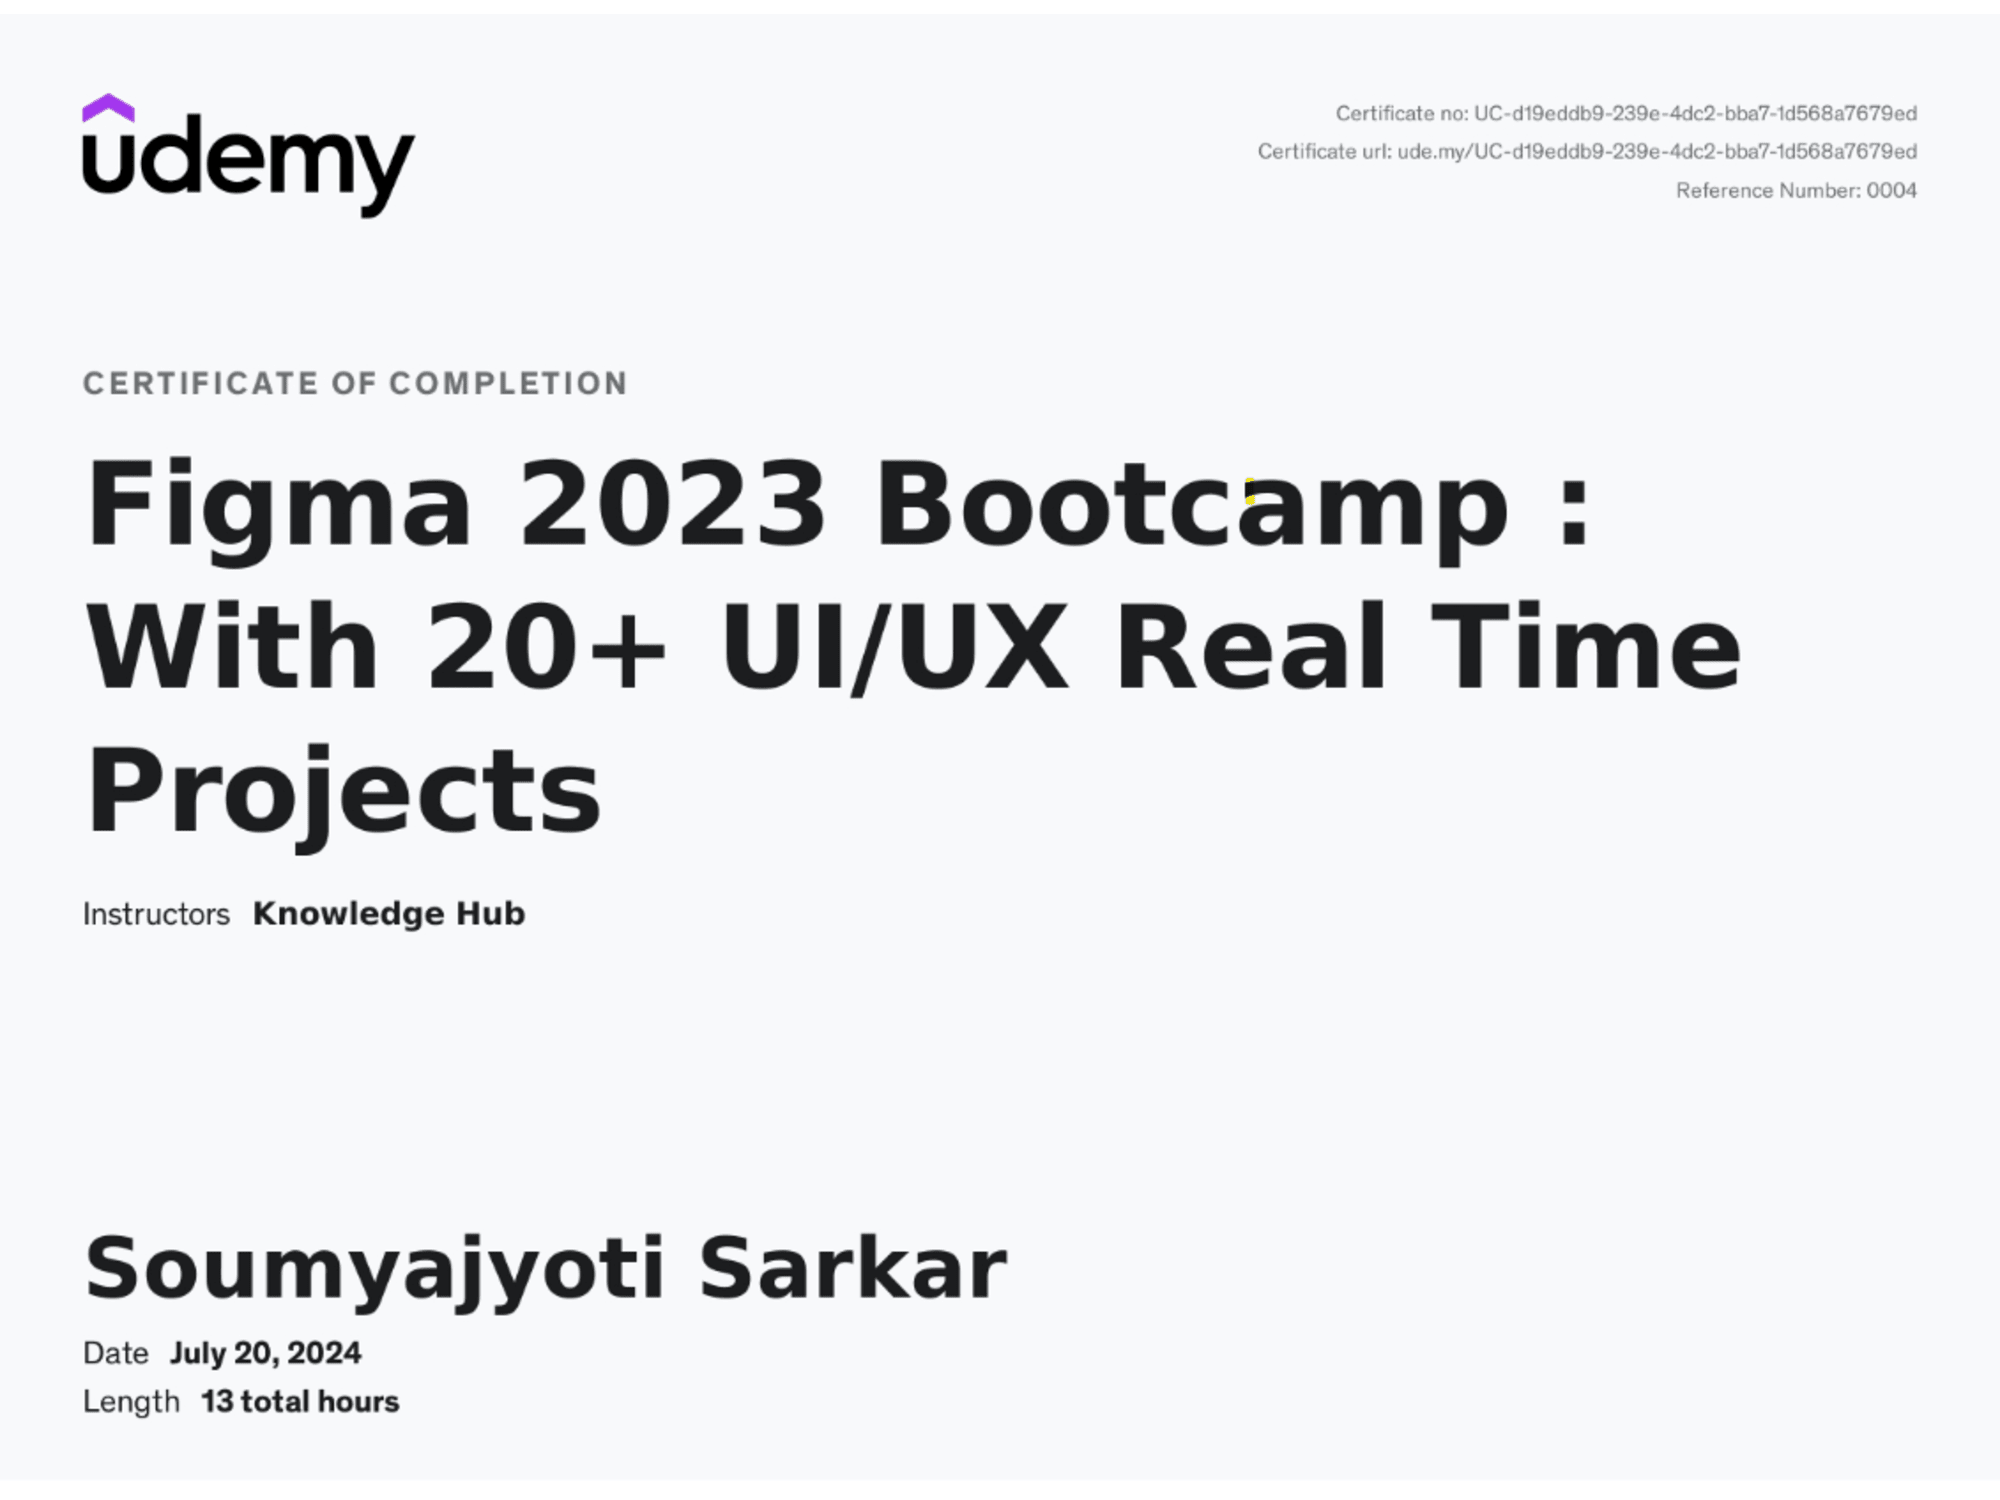 udemy
Certificate no: UC-d19eddb9-239e-4dc2-bba7-1d568a7679ed
Certificate url: ude.my/UC-d19eddb9-239e-4dc2-bba7-1d568a7679ed
Reference Number: 0004
CERTIFICATE OF COMPLETION
Figma 2023 Bootcamp :
With 20+ UI/UX Real Time
Projects
Instructors Knowledge Hub
Soumyajyoti Sarkar
Date July 20, 2024
Length 13 total hours